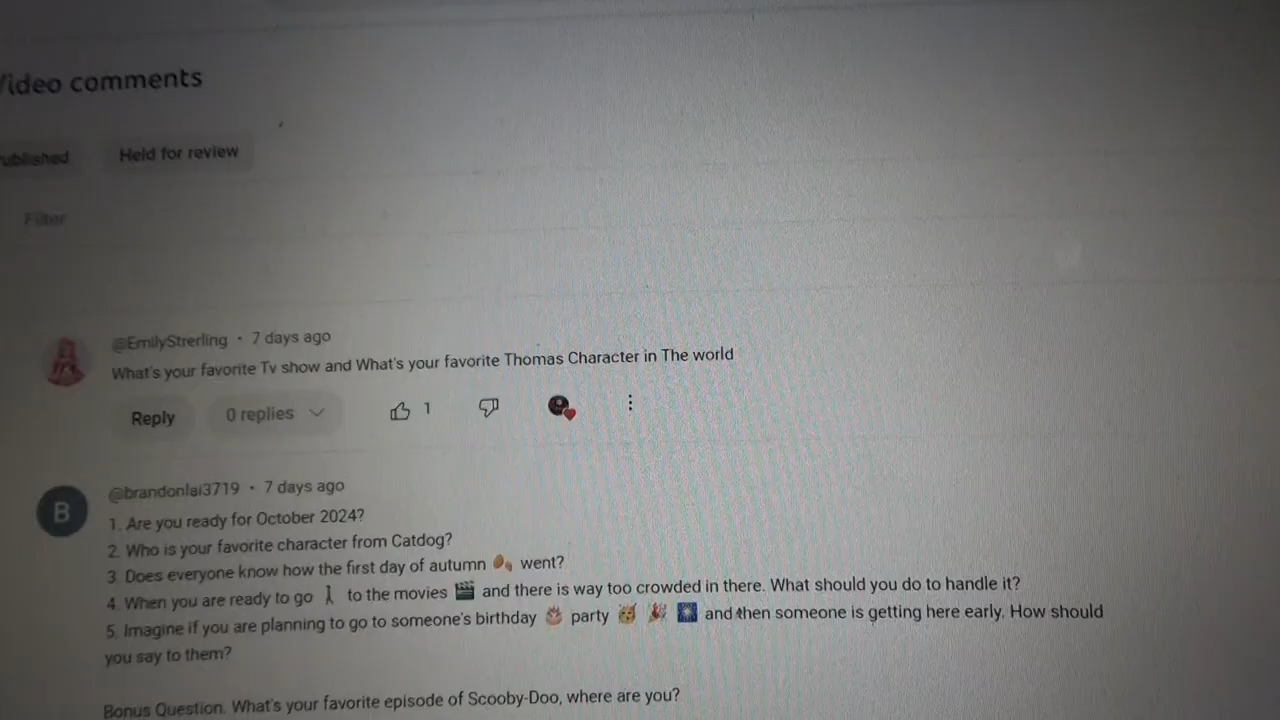 Video comments
Published Held for review
Filter
@EmilyStrerling • 7 days ago
What's your favorite Tv show and What's your favorite Thomas Character in The world
Reply 0 replies 1
B @brandonlai3719 • 7 days ago
1. Are you ready for October 2024?
2. Who is your favorite character from Catdog?
3. Does everyone know how the first day of autumn 🍂 went?
4. When you are ready to go 🚶 to the movies 🎬 and there is way too crowded in there. What should you do to handle it?
5. Imagine if you are planning to go to someone's birthday 🎂 party 🥳 🎉 🎆 and then someone is getting here early. How should
you say to them?
Bonus Question. What's your favorite episode of Scooby-Doo, where are you?